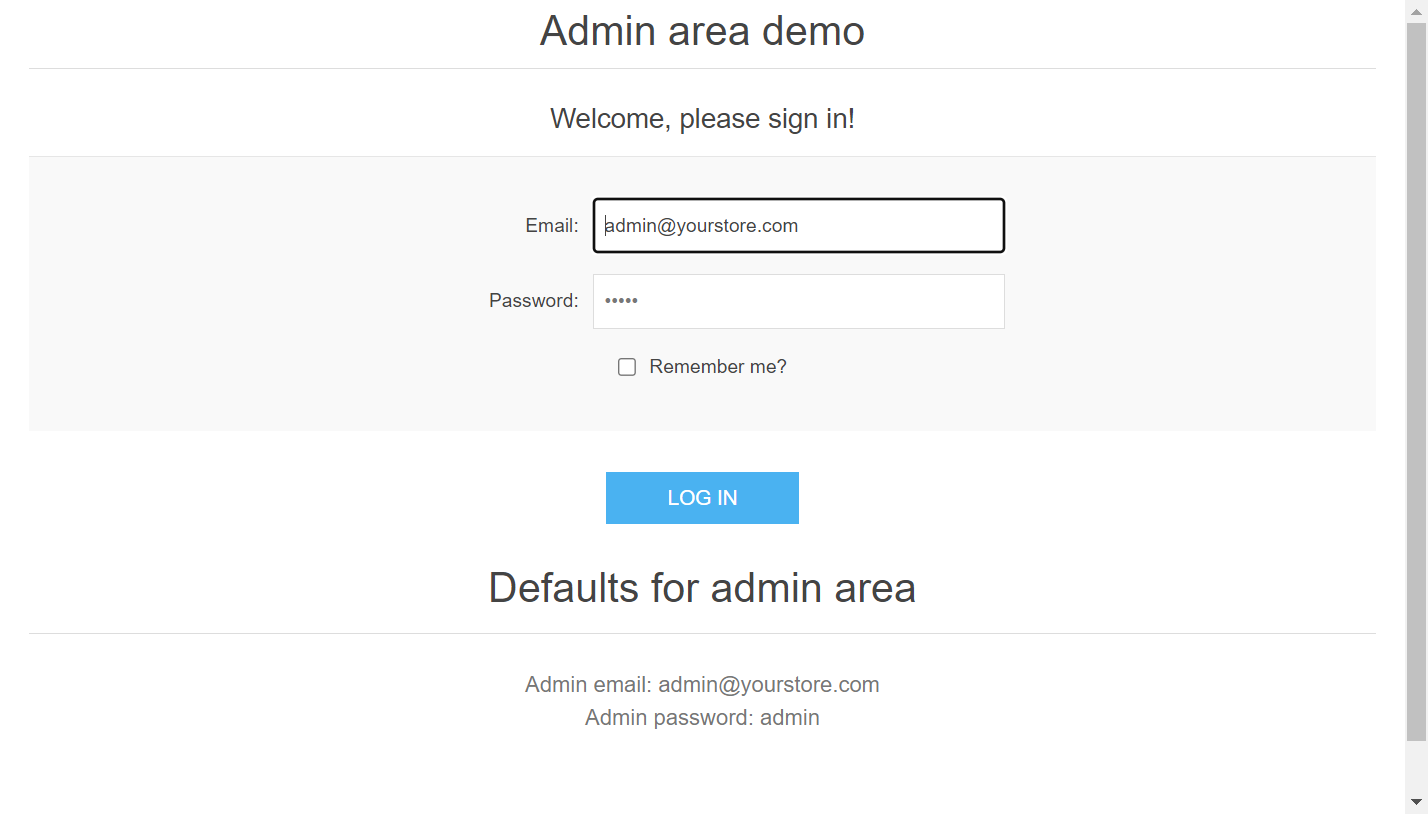 Admin area demo
Welcome, please sign in!
Email: admin@yourstore.com
Password: •••••
Remember me?
LOG IN
Defaults for admin area
Admin email: admin@yourstore.com
Admin password: admin